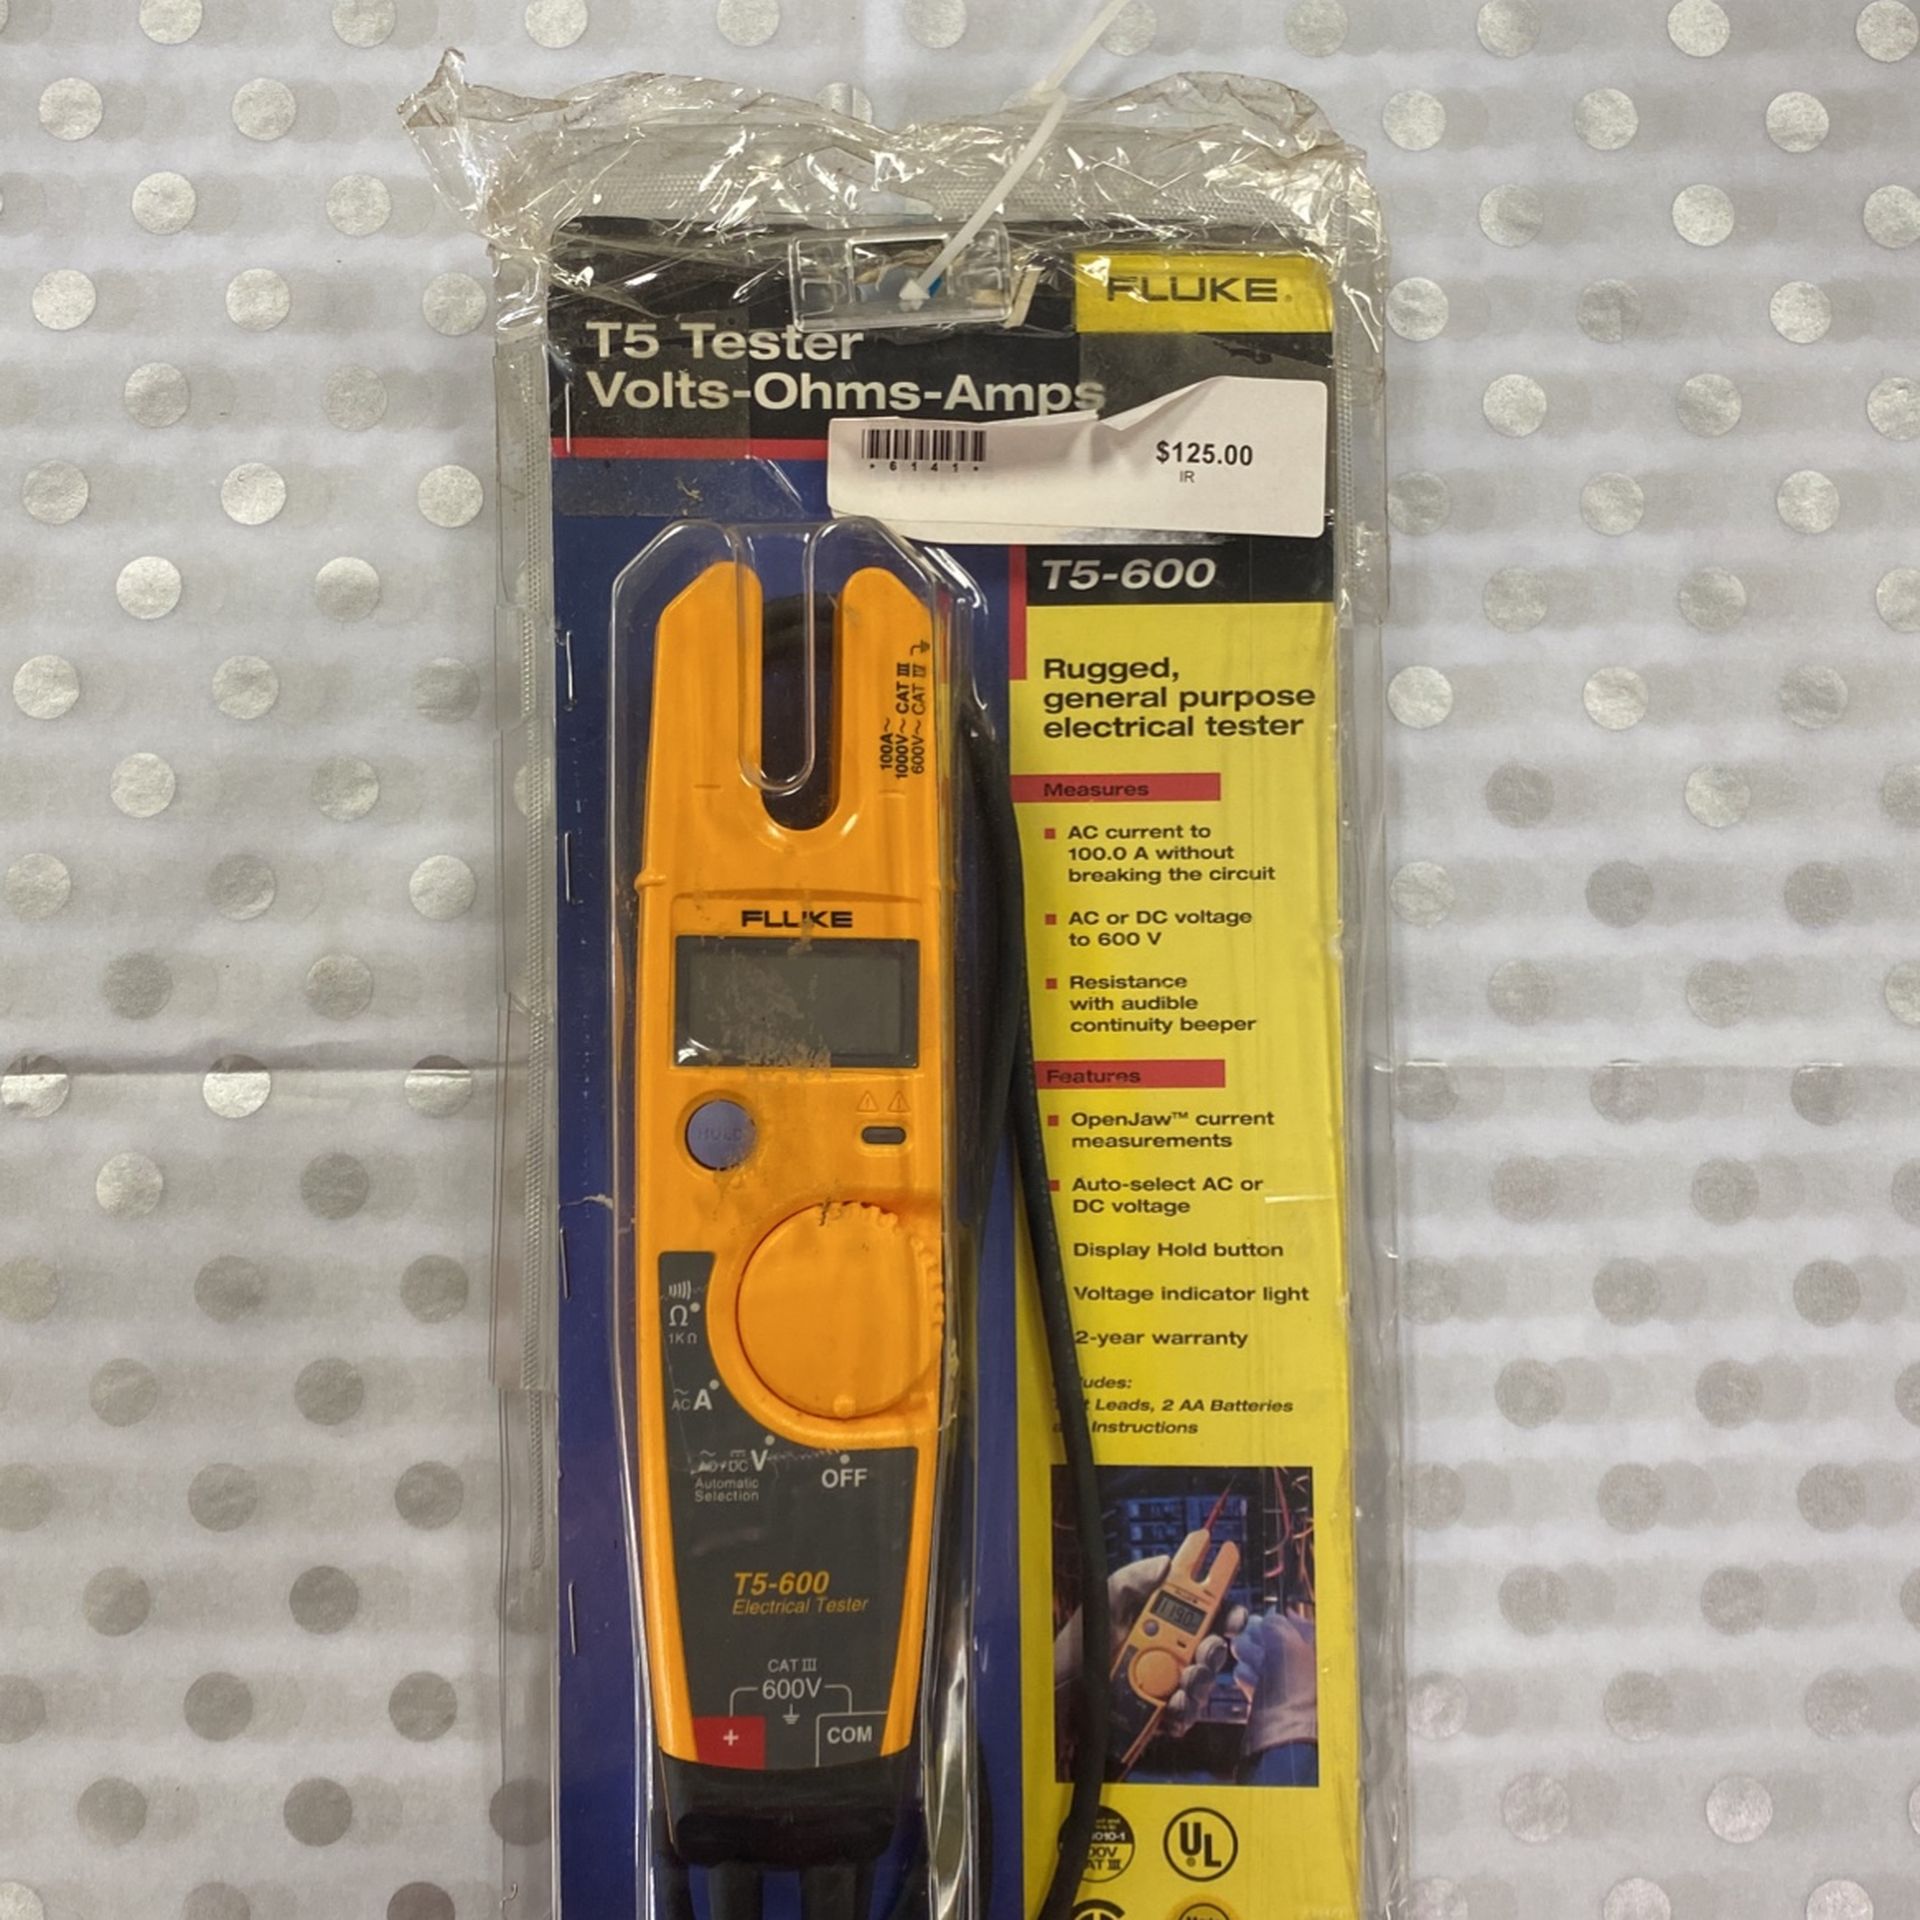 FLUKE®
T5 Tester
Volts-Ohms-Amps
*6141*
$125.00
IR
T5-600
Rugged,
general purpose
electrical tester
Measures
AC current to
100.0 A without
breaking the circuit
AC or DC voltage
to 600 V
Resistance
with audible
continuity beeper
Features
OpenJaw™ current
measurements
Auto-select AC or
DC voltage
Display Hold button
Voltage indicator light
2-year warranty
Leads, 2 AA Batteries
Instructions
UL
100A~
1000V~ CAT III
600V~ CAT IV
FLUKE
HOLD
Ω
1KΩ
AC A
AC/DC V
Automatic
Selection
OFF
T5-600
Electrical Tester
CAT III
600V
+
COM